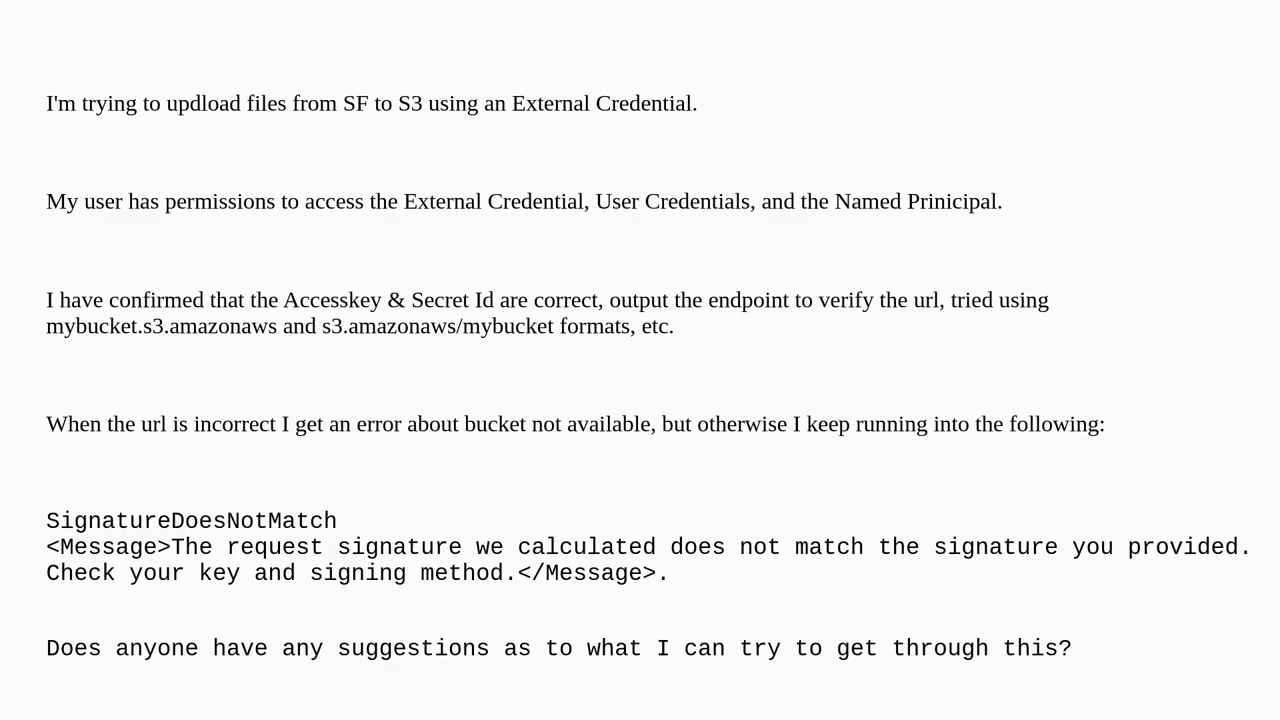 I'm trying to updload files from SF to S3 using an External Credential.
My user has permissions to access the External Credential, User Credentials, and the Named Prinicipal.
I have confirmed that the Accesskey & Secret Id are correct, output the endpoint to verify the url, tried using
mybucket.s3.amazonaws and s3.amazonaws/mybucket formats, etc.
When the url is incorrect I get an error about bucket not available, but otherwise I keep running into the following:
SignatureDoesNotMatch
<Message>The request signature we calculated does not match the signature you provided.
Check your key and signing method.</Message>.
Does anyone have any suggestions as to what I can try to get through this?